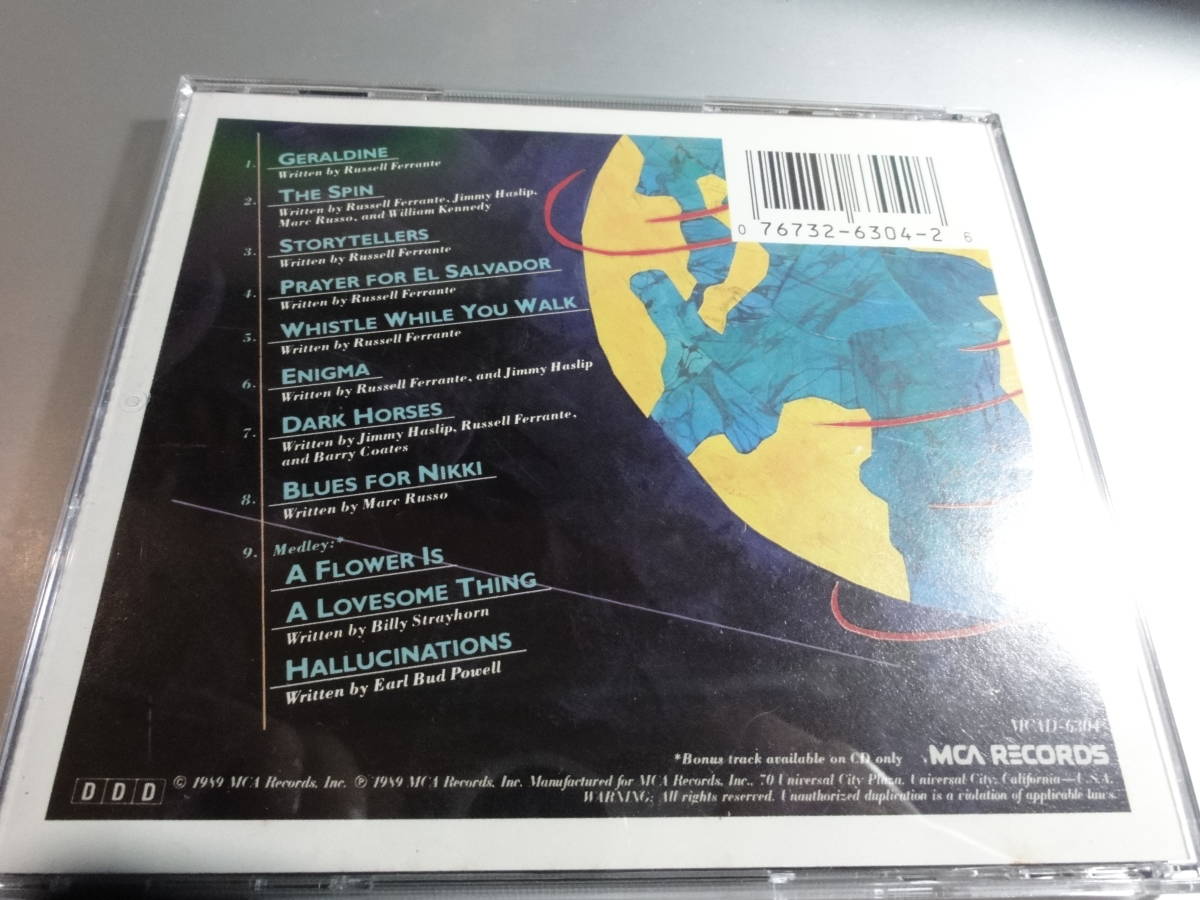 1. GERALDINE
Written by Russell Ferrante
2. THE SPIN
Written by Russell Ferrante, Jimmy Haslip,
Marc Russo, and William Kennedy
3. STORYTELLERS
Written by Russell Ferrante
4. PRAYER FOR EL SALVADOR
Written by Russell Ferrante
5. WHISTLE WHILE YOU WALK
Written by Russell Ferrante
6. ENIGMA
Written by Russell Ferrante, and Jimmy Haslip
7. DARK HORSES
Written by Jimmy Haslip, Russell Ferrante,
and Barry Coates
8. BLUES FOR NIKKI
Written by Marc Russo
9. Medley:*
A FLOWER IS
A LOVESOME THING
Written by Billy Strayhorn
HALLUCINATIONS
Written by Earl Bud Powell
0 76732-6304-2 6
MCAD-6304
*Bonus track available on CD only
MCA RECORDS
DDD
© 1989 MCA Records, Inc. ℗ 1989 MCA Records, Inc. Manufactured for MCA Records, Inc., 70 Universal City Plaza, Universal City, California—U.S.A.
WARNING: All rights reserved. Unauthorized duplication is a violation of applicable laws.